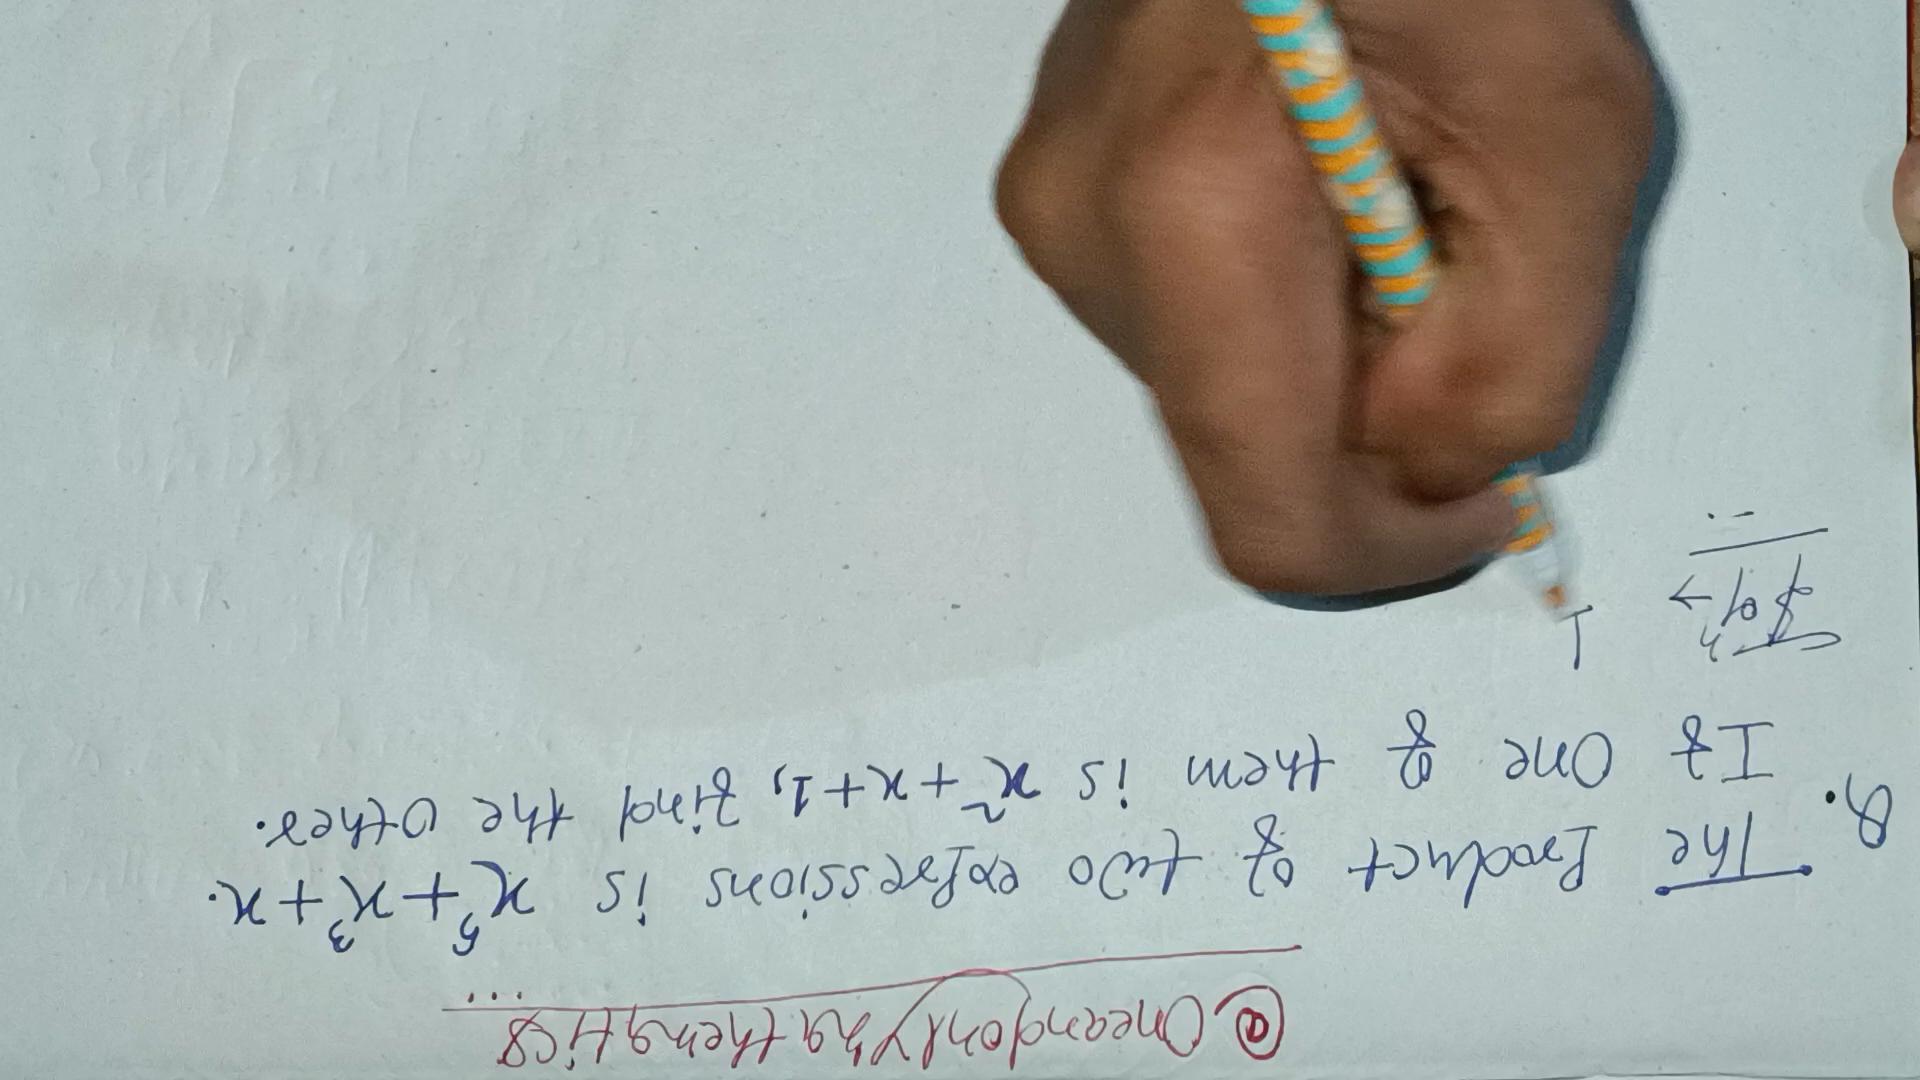 @OneandonlyMathematics
...
Q. The Product of two expressions is x⁵+x³+x.
If One of them is x²+x+1, find the Other.
Solⁿ→